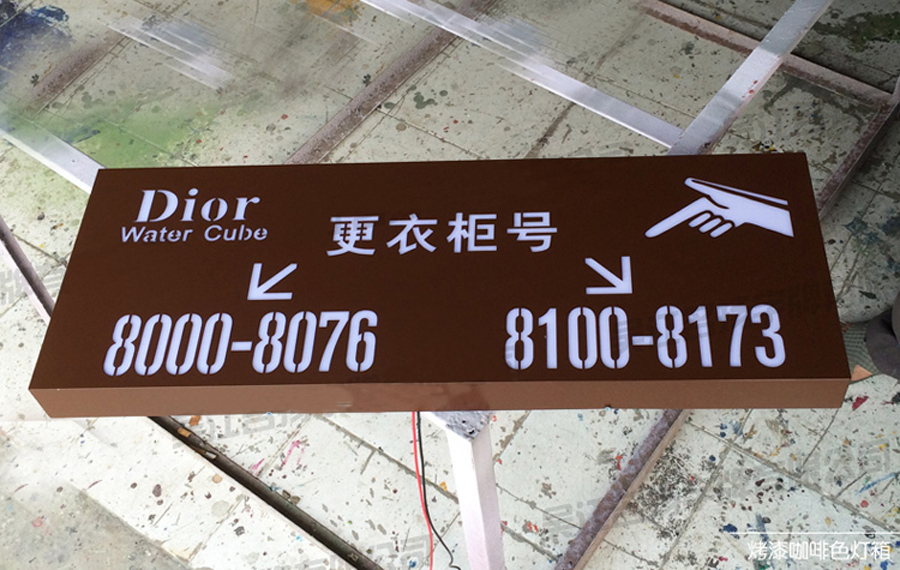 Dior
Water Cube
更衣柜号
8000-8076
8100-8173
烤漆咖啡色灯箱